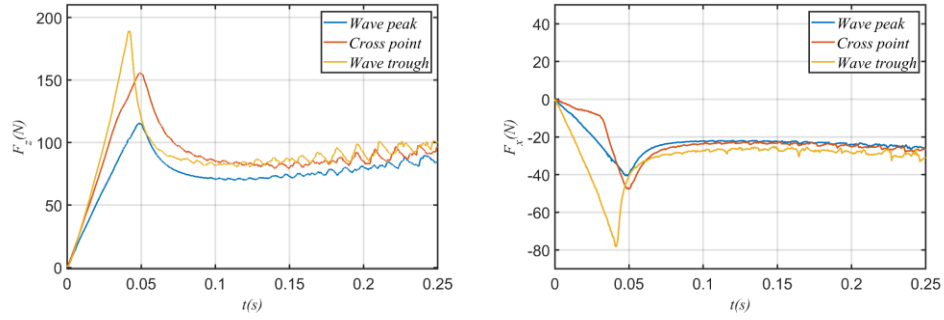 200
150
100
50
0
F_z(N)
Wave peak
Cross point
Wave trough
0 0.05 0.1 0.15 0.2 0.25
t(s)
40
20
0
-20
-40
-60
-80
F_x(N)
Wave peak
Cross point
Wave trough
0 0.05 0.1 0.15 0.2 0.25
t(s)